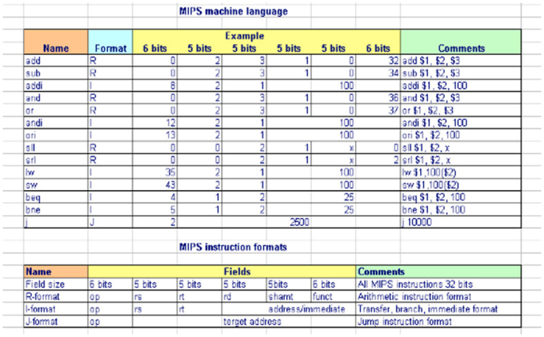 MIPS machine language
Example
Name Format 6 bits 5 bits 5 bits 5 bits 5 bits 6 bits Comments
add R 0 2 3 1 0 32 add $1, $2, $3
sub R 0 2 3 1 0 34 sub $1, $2, $3
addi I 8 2 1 100 addi $1, $2, 100
and R 0 2 3 1 0 36 and $1, $2, $3
or R 0 2 3 1 0 37 or $1, $2, $3
andi I 12 2 1 100 andi $1, $2, 100
ori I 13 2 1 100 ori $1, $2, 100
sll R 0 0 2 1 x 0 sll $1, $2, x
srl R 0 0 2 1 x 2 srl $1, $2, x
lw I 35 2 1 100 lw $1,100($2)
sw I 43 2 1 100 sw $1,100($2)
beq I 4 1 2 25 beq $1, $2, 100
bne I 5 1 2 25 bne $1, $2, 100
j J 2 2500 j 10000
MIPS instruction formats
Name Fields Comments
Field size 6 bits 5 bits 5 bits 5 bits 5bits 6 bits All MIPS instructions 32 bits
R-format op rs rt rd shamt funct Arithmetic instruction format
I-format op rs rt address/immediate Transfer, branch, immediate format
J-format op target address Jump instruction format